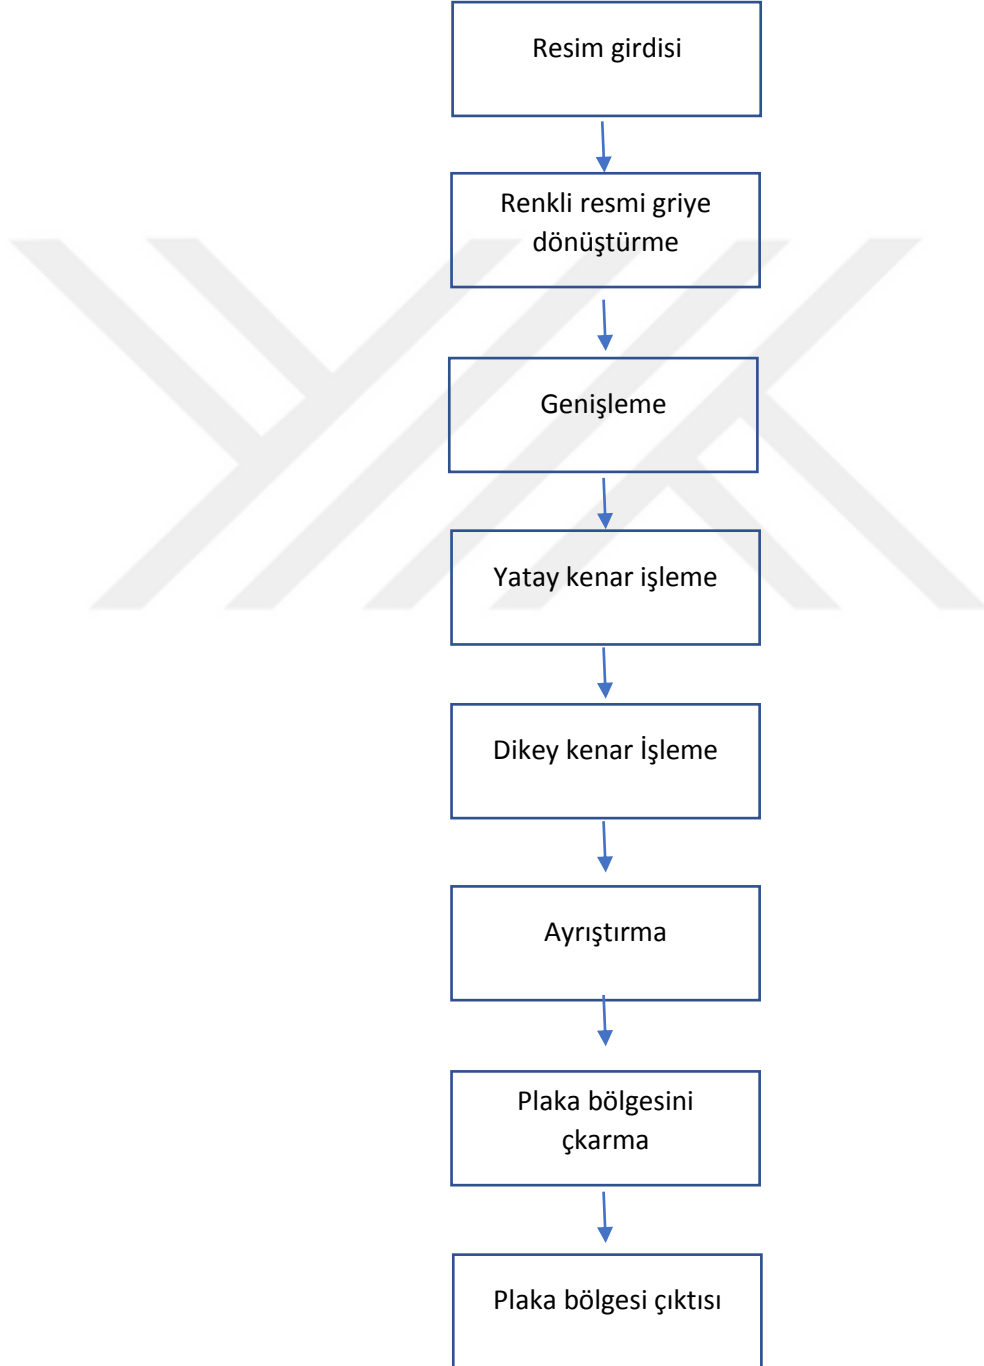 Resim girdisi
Renkli resmi griye
dönüştürme
Genişleme
Yatay kenar işleme
Dikey kenar İşleme
Ayrıştırma
Plaka bölgesini
çkarma
Plaka bölgesi çıktısı